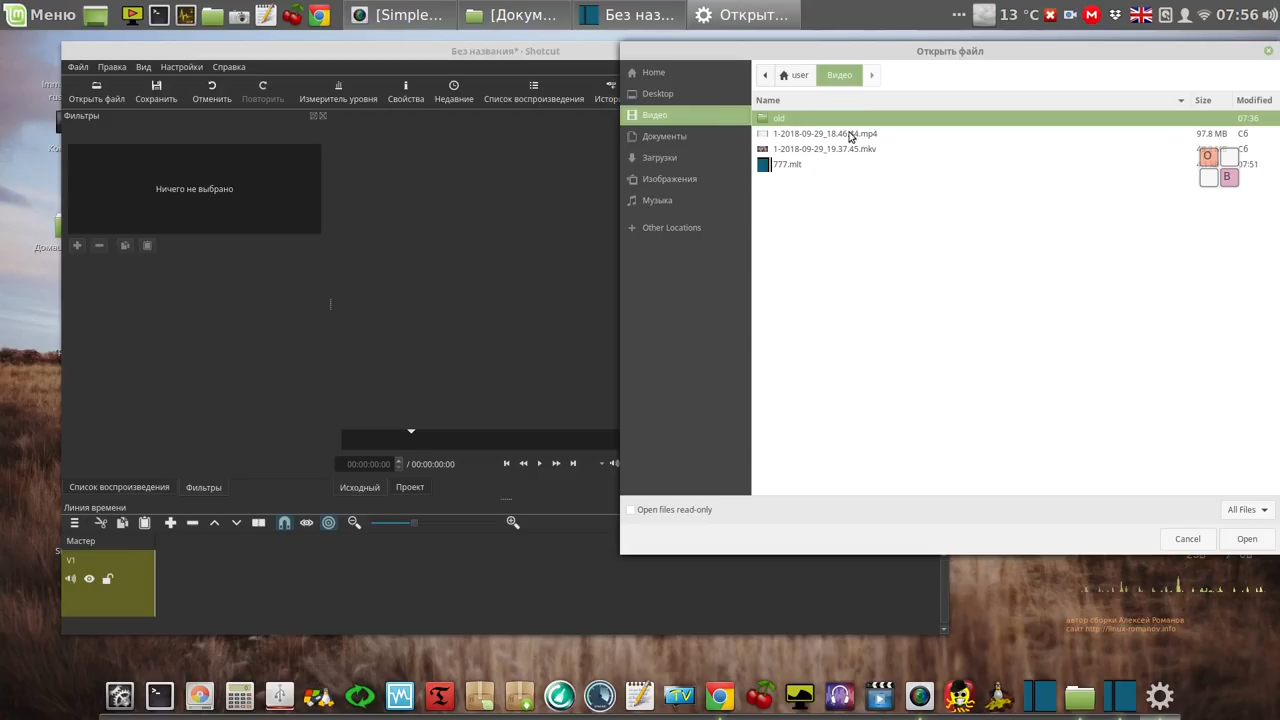 Меню
[Simple...
[Докум...
Без наз...
Открыт...
13 °C
07:56
Без названия* - Shotcut
Файл Правка Вид Настройки Справка
Открыть файл Сохранить Отменить Повторить Измеритель уровня Свойства Недавние Список воспроизведения Истор
Фильтры
Ничего не выбрано
00:00:00:00 / 00:00:00:00
Список воспроизведения Фильтры Исходный Проект
Линия времени
Мастер
V1
Открыть файл
Home
Desktop
Видео
Документы
Загрузки
Изображения
Музыка
Other Locations
user Видео
Name Size Modified
old 07:36
97.8 MB Сб
1-2018-09-29_19.37.45.mkv
777.mlt 07:51
O
B
Open files read-only
All Files
Cancel Open
автор сборки Алексей Романов
сайт http://linux-romanov.info